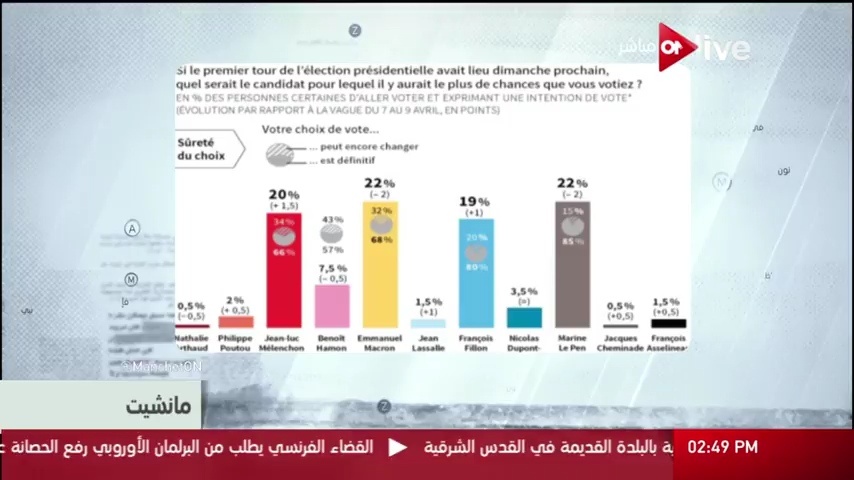 مباشر ON live
Si le premier tour de l'élection présidentielle avait lieu dimanche prochain,
quel serait le candidat pour lequel il y aurait le plus de chances que vous votiez ?
EN % DES PERSONNES CERTAINES D'ALLER VOTER ET EXPRIMANT UNE INTENTION DE VOTE*
(ÉVOLUTION PAR RAPPORT À LA VAGUE DU 7 AU 9 AVRIL, EN POINTS)
Sûreté
du choix
Votre choix de vote...
... peut encore changer
... est définitif
0,5%
(-0,5)
Nathalie
rthaud
2%
(+ 0,5)
Philippe
Poutou
20%
(+ 1,5)
34%
66%
Jean-luc
Mélenchon
43%
57%
7,5%
(- 0,5)
Benoît
Hamon
22%
(- 2)
32%
68%
Emmanuel
Macron
1,5%
(+1)
Jean
Lassalle
19%
(+1)
20%
80%
François
Fillon
3,5%
(=)
Nicolas
Dupont-
22%
(- 2)
15%
85%
Marine
Le Pen
0,5%
(+0,5)
Jacques
Cheminade
1,5%
(+0,5)
François
Asselineau
@ManchetON
مانشيت
ية بالبلدة القديمة في القدس الشرقية
القضاء الفرنسي يطلب من البرلمان الأوروبي رفع الحصانة ع
02:49 PM